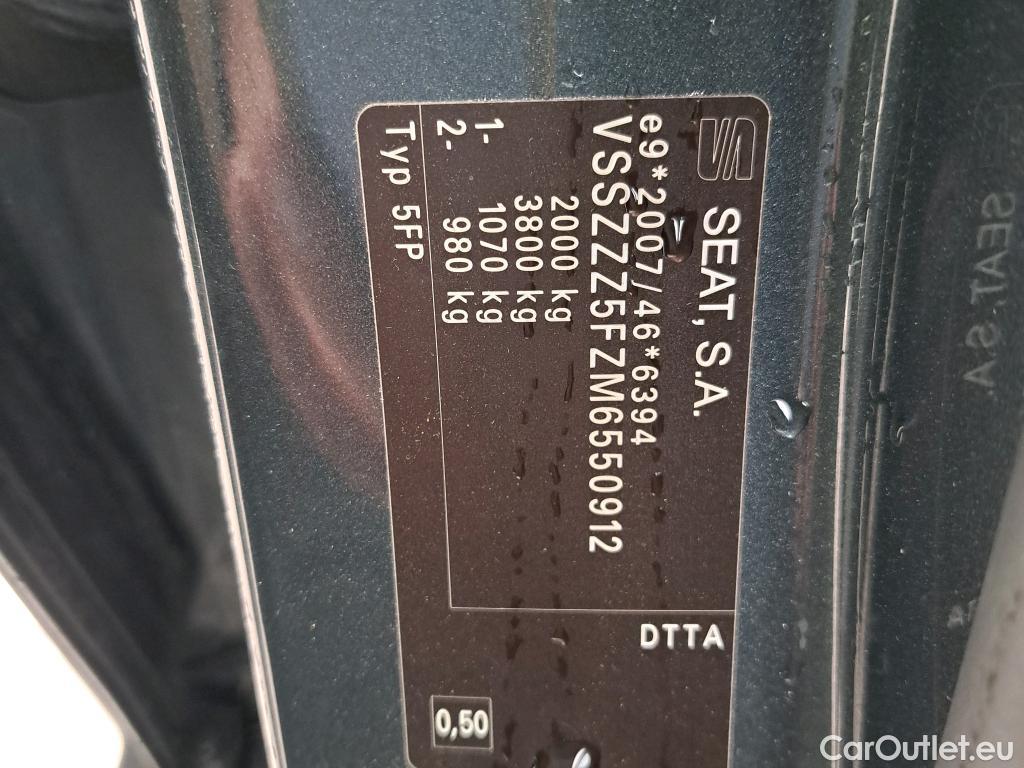 SEAT, S.A.
e9*2007/46*6394
VSSZZZ5FZM6550912
2000 kg
3800 kg
1- 1070 kg
2- 980 kg
Typ 5FP
DTTA
0,50
SEAT, S.A.
CarOutlet.eu